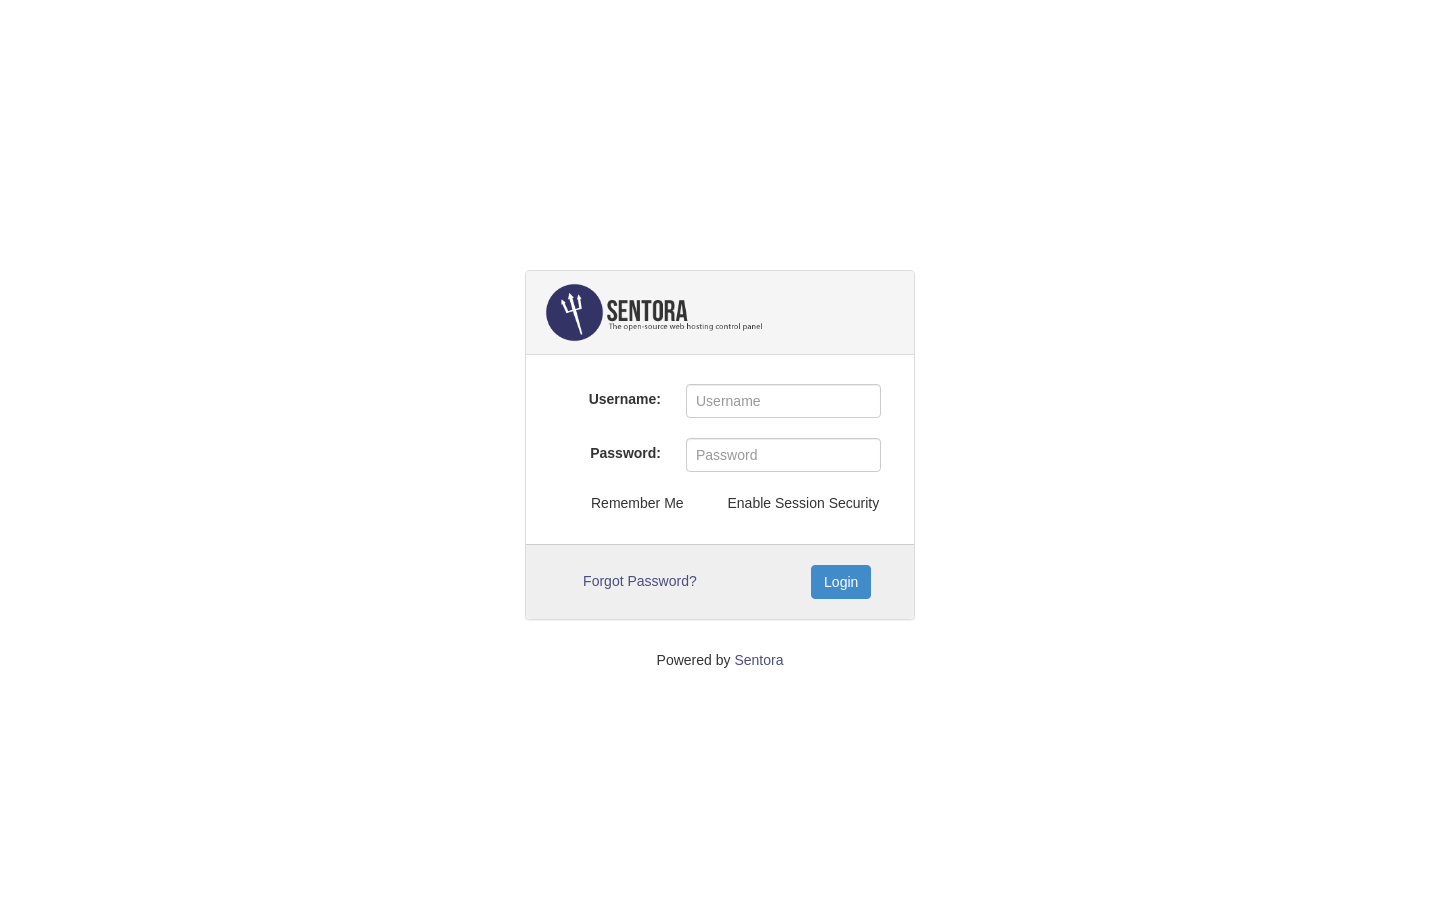 SENTORA
The open-source web hosting control panel
Username: Username
Password: Password
Remember Me Enable Session Security
Forgot Password? Login
Powered by Sentora